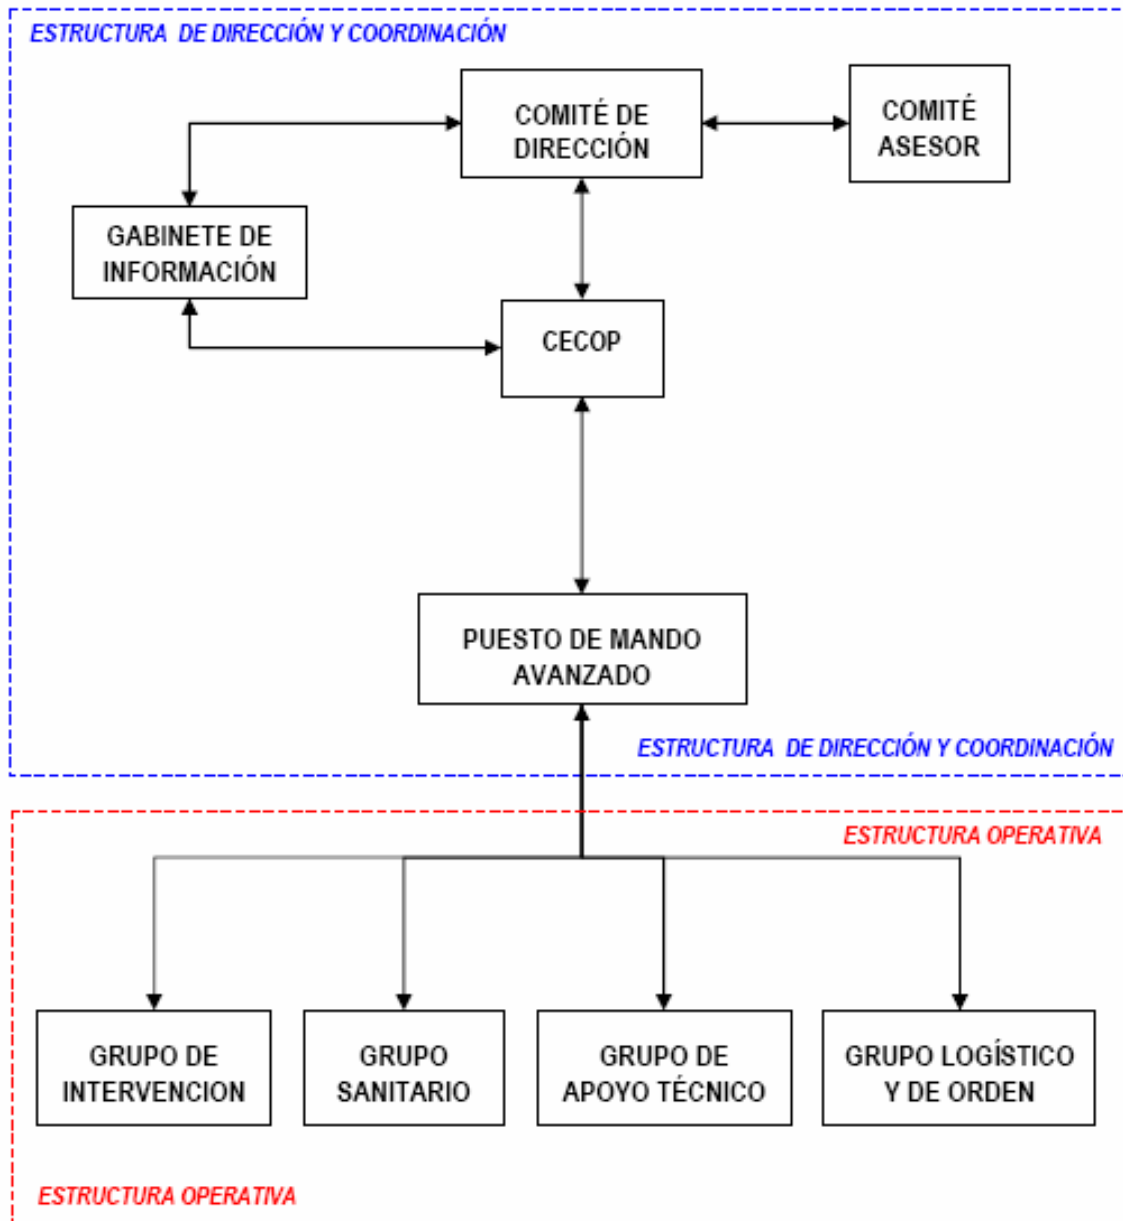 ESTRUCTURA DE DIRECCIÓN Y COORDINACIÓN
COMITÉ DE
DIRECCIÓN
COMITÉ
ASESOR
GABINETE DE
INFORMACIÓN
CECOP
PUESTO DE MANDO
AVANZADO
ESTRUCTURA DE DIRECCIÓN Y COORDINACIÓN
ESTRUCTURA OPERATIVA
GRUPO DE
INTERVENCION
GRUPO
SANITARIO
GRUPO DE
APOYO TÉCNICO
GRUPO LOGÍSTICO
Y DE ORDEN
ESTRUCTURA OPERATIVA